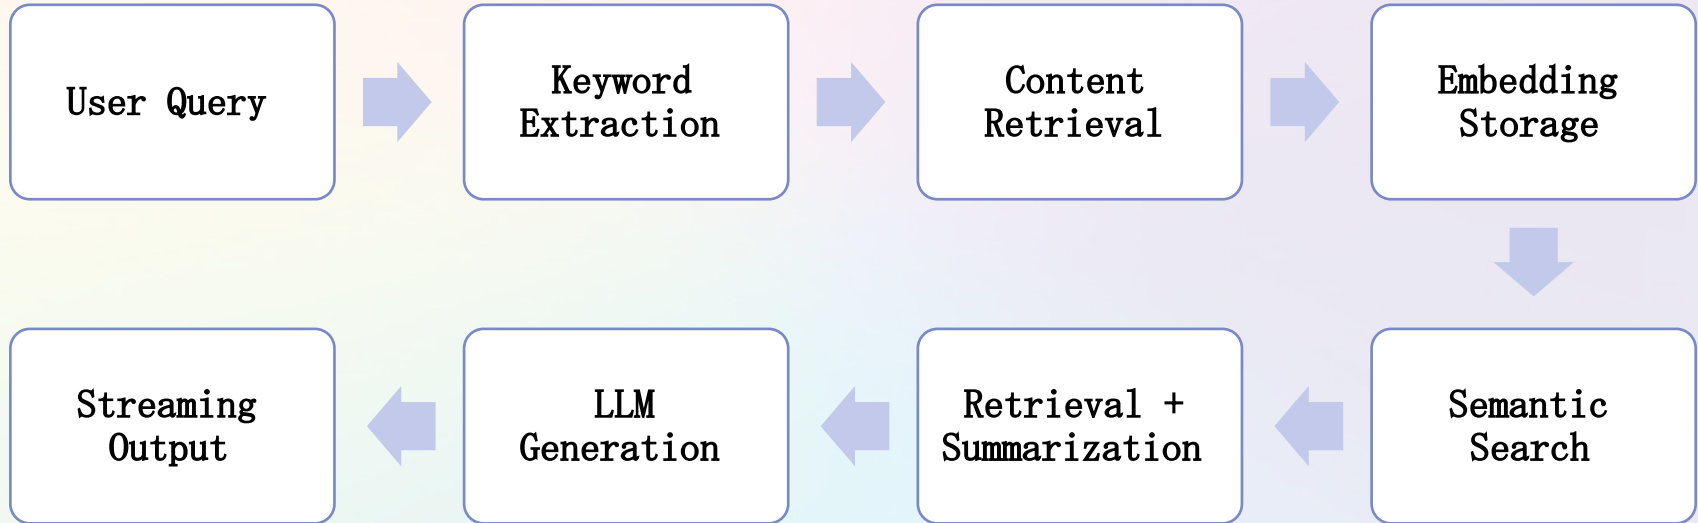 User Query
Keyword
Extraction
Content
Retrieval
Embedding
Storage
Semantic
Search
Retrieval +
Summarization
LLM
Generation
Streaming
Output